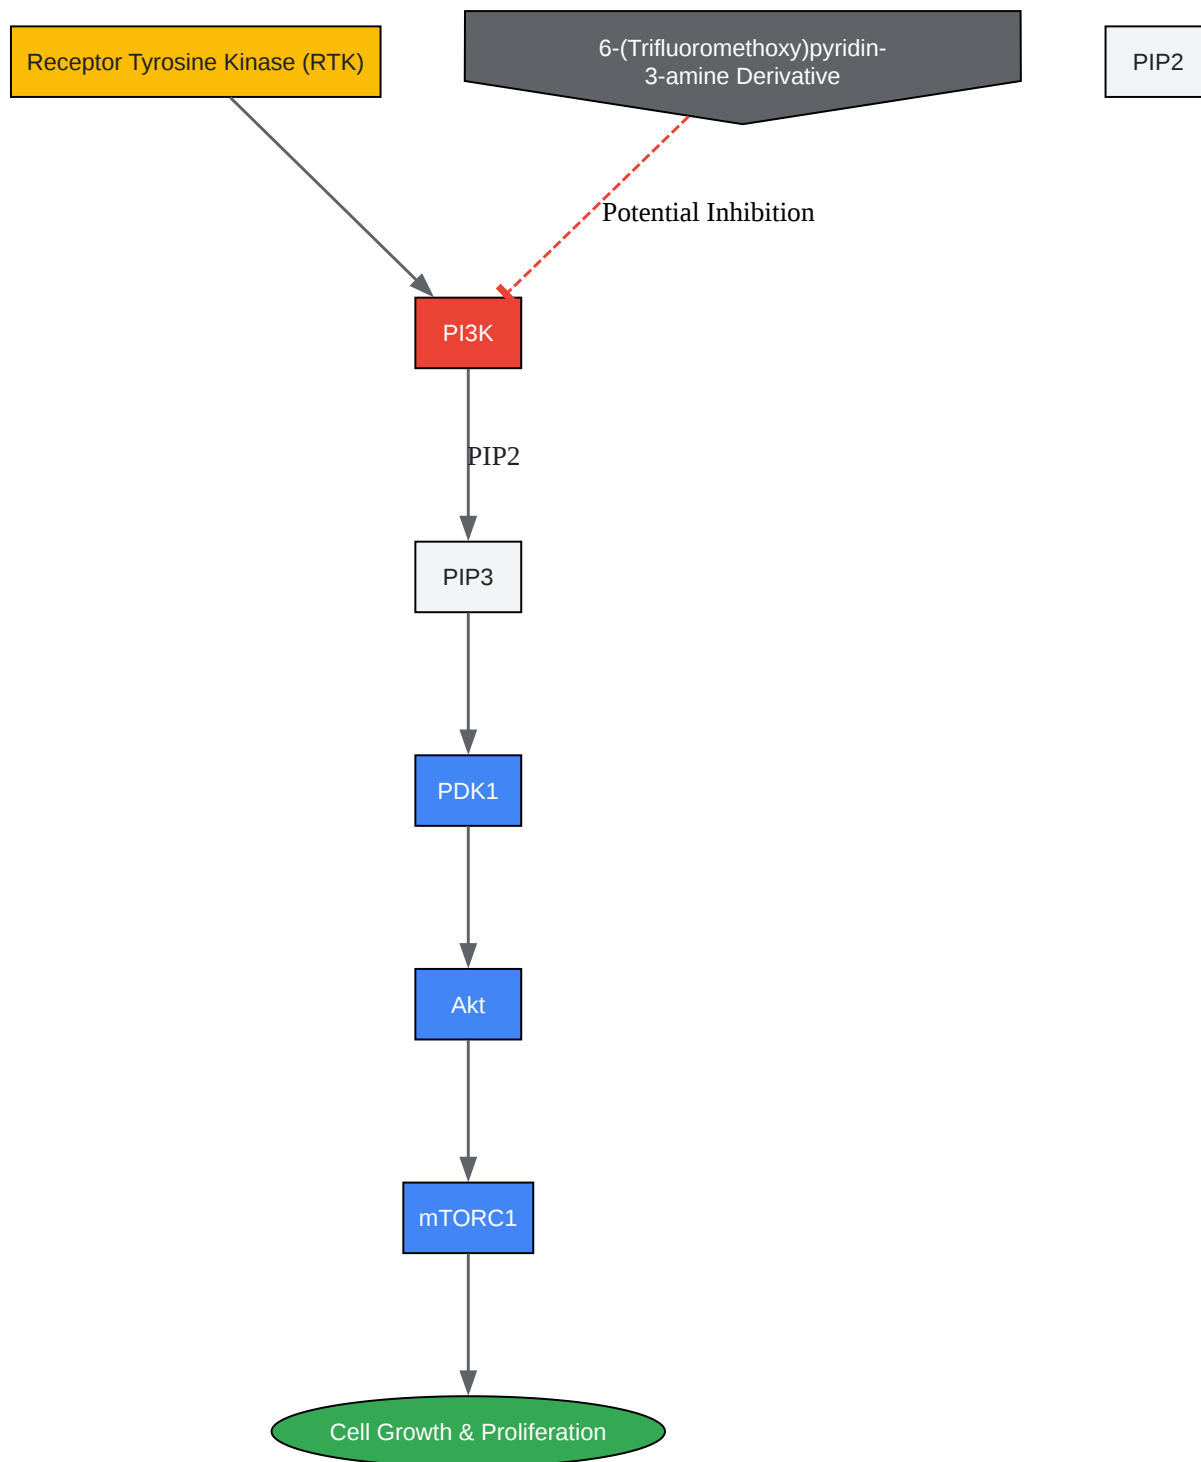 Receptor Tyrosine Kinase (RTK)
6-(Trifluoromethoxy)pyridin-
3-amine Derivative
PIP2
Potential Inhibition
PI3K
PIP2
PIP3
PDK1
Akt
mTORC1
Cell Growth & Proliferation